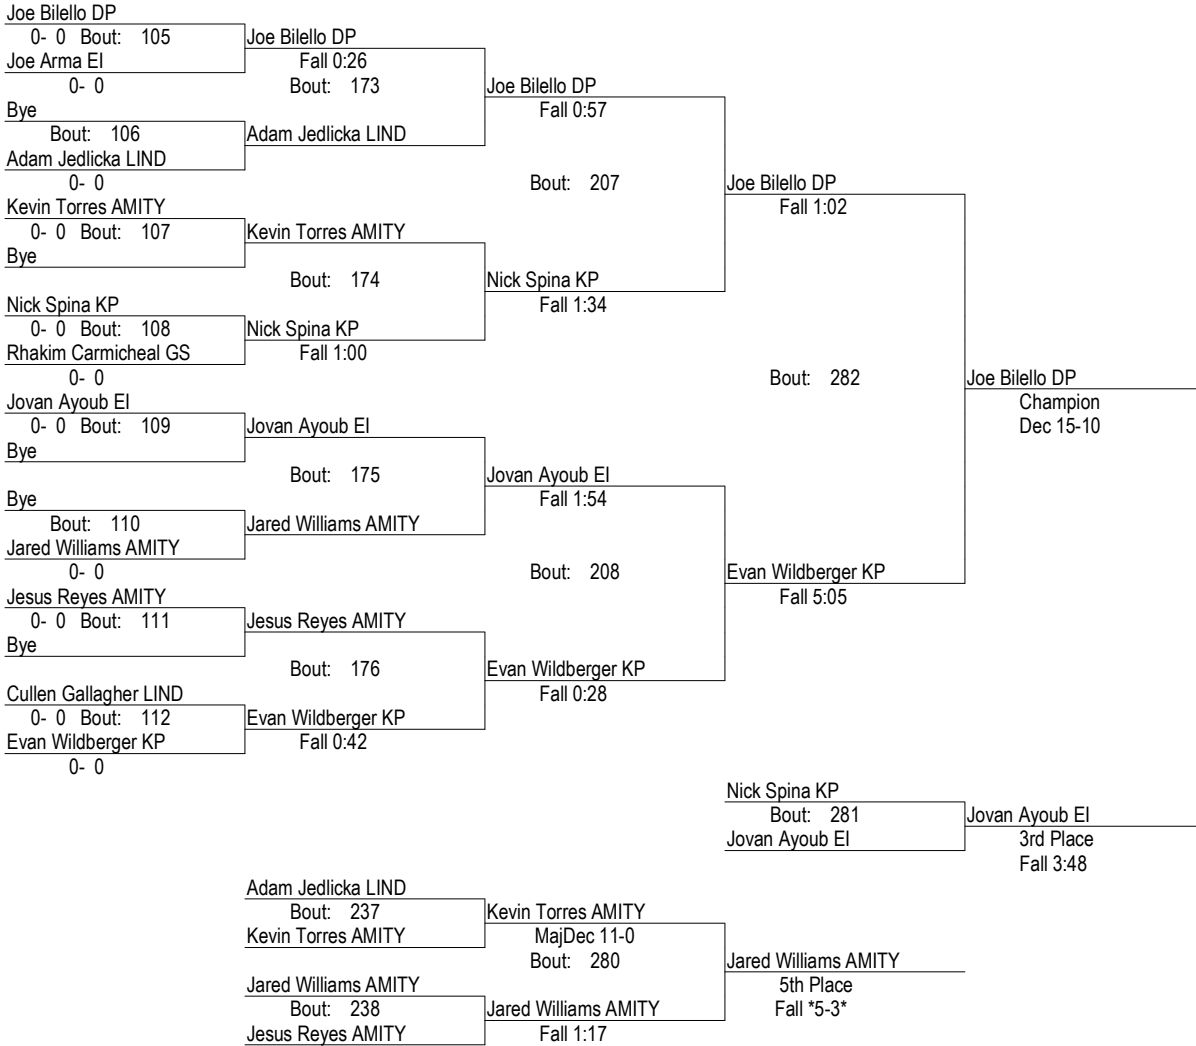 Joe Bilello DP
0- 0 Bout: 105
Joe Arma EI
0- 0
Bye
Bout: 106
Adam Jedlicka LIND
0- 0
Kevin Torres AMITY
0- 0 Bout: 107
Bye
Nick Spina KP
0- 0 Bout: 108
Rhakim Carmicheal GS
0- 0
Jovan Ayoub EI
0- 0 Bout: 109
Bye
Bye
Bout: 110
Jared Williams AMITY
0- 0
Jesus Reyes AMITY
0- 0 Bout: 111
Bye
Cullen Gallagher LIND
0- 0 Bout: 112
Evan Wildberger KP
0- 0
Joe Bilello DP
Fall 0:26
Bout: 173
Adam Jedlicka LIND
Kevin Torres AMITY
Bout: 174
Nick Spina KP
Fall 1:00
Jovan Ayoub EI
Bout: 175
Jared Williams AMITY
Jesus Reyes AMITY
Bout: 176
Evan Wildberger KP
Fall 0:42
Joe Bilello DP
Fall 0:57
Bout: 207
Nick Spina KP
Fall 1:34
Jovan Ayoub EI
Fall 1:54
Bout: 208
Evan Wildberger KP
Fall 0:28
Joe Bilello DP
Fall 1:02
Bout: 282
Evan Wildberger KP
Fall 5:05
Joe Bilello DP
Champion
Dec 15-10
Nick Spina KP
Bout: 281
Jovan Ayoub EI
Jovan Ayoub EI
3rd Place
Fall 3:48
Adam Jedlicka LIND
Bout: 237
Kevin Torres AMITY
Jared Williams AMITY
Bout: 238
Jesus Reyes AMITY
Kevin Torres AMITY
MajDec 11-0
Bout: 280
Jared Williams AMITY
Fall 1:17
Jared Williams AMITY
5th Place
Fall *5-3*